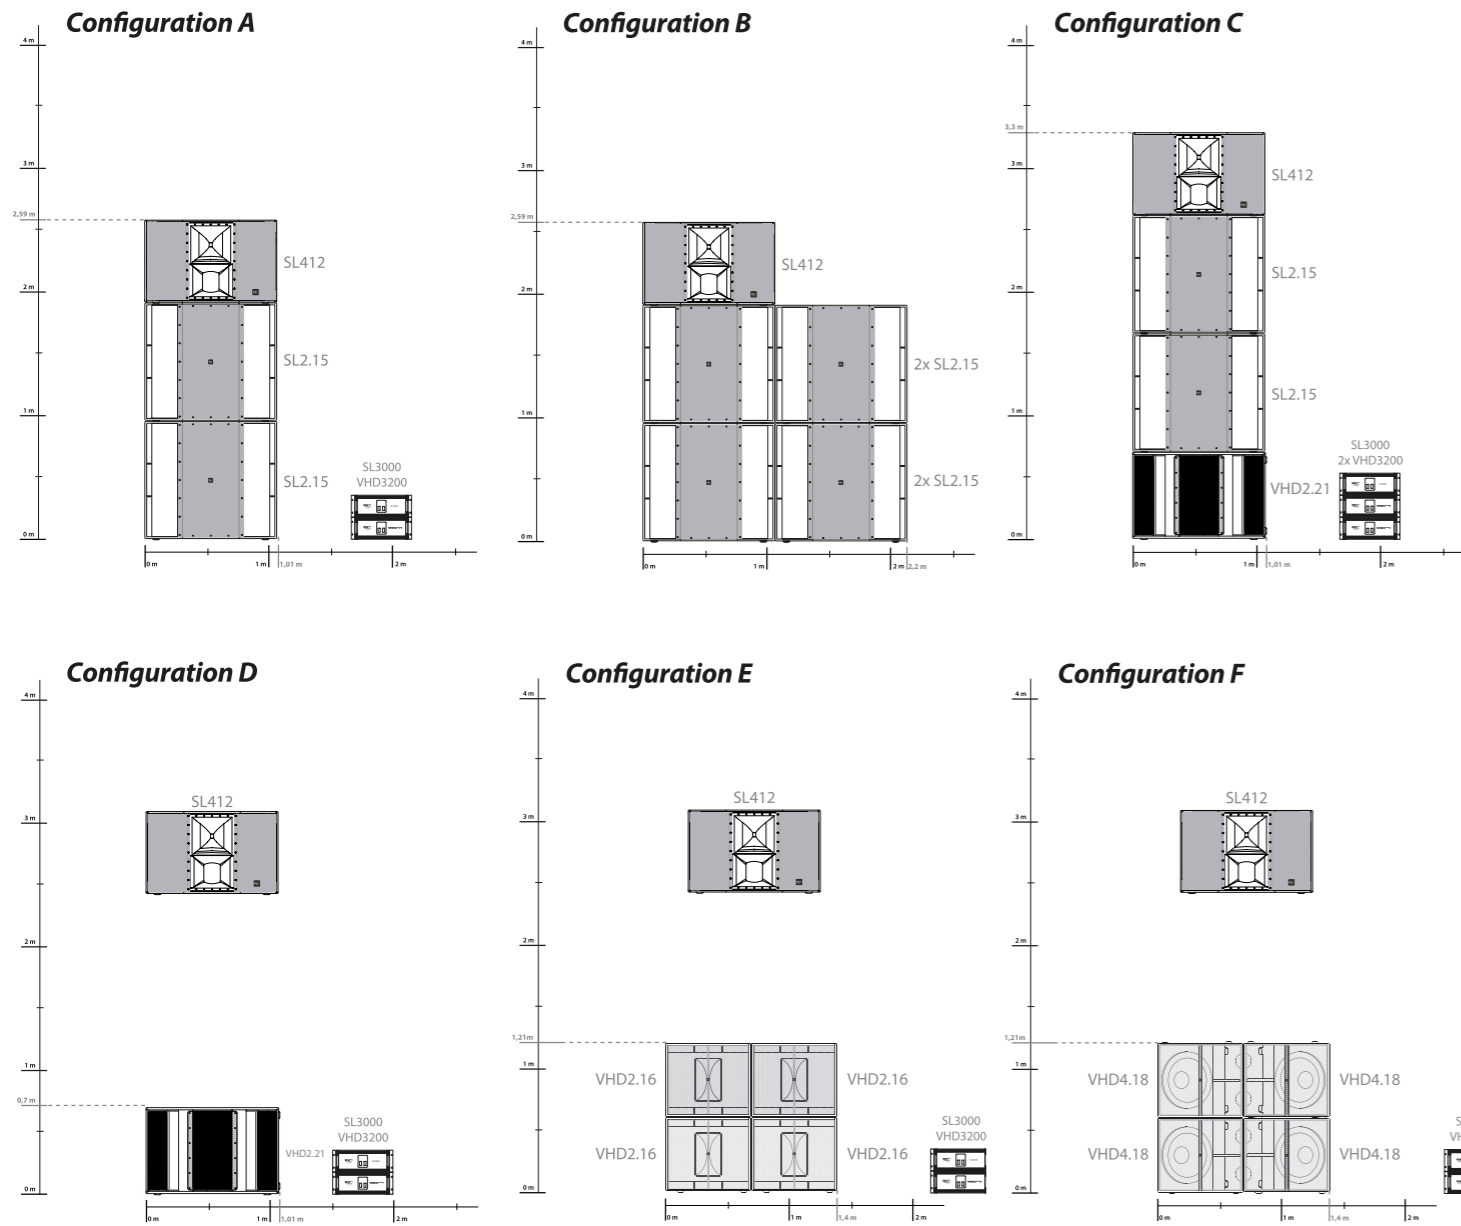 Configuration A
4 m
3 m
2,59 m
2 m
1 m
0 m
SL412
SL2.15
SL2.15
SL3000
VHD3200
0 m
1 m
1,01 m
2 m
Configuration B
4 m
3 m
2,59 m
2 m
1 m
0 m
SL412
2x SL2.15
2x SL2.15
0 m
1 m
2 m
2,2 m
Configuration C
4 m
3,3 m
3 m
2 m
1 m
0 m
SL412
SL2.15
SL2.15
VHD2.21
SL3000
2x VHD3200
0 m
1 m
1,01 m
2 m
Configuration D
4 m
3 m
2 m
1 m
0,7 m
0 m
SL412
VHD2.21
SL3000
VHD3200
0 m
1 m
1,01 m
2 m
Configuration E
4 m
3 m
2 m
1,21m
1 m
0 m
SL412
VHD2.16
VHD2.16
VHD2.16
VHD2.16
SL3000
VHD3200
0 m
1 m
1,4 m
2 m
Configuration F
4 m
3 m
2 m
1,21m
1 m
0 m
SL412
VHD4.18
VHD4.18
VHD4.18
VHD4.18
0 m
1 m
1,4 m
2 m